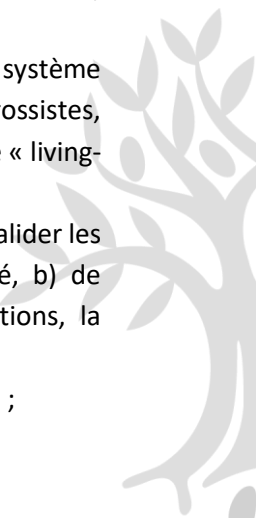 système
rossistes,
« living-
alider les
é, b) de
tions, la
;